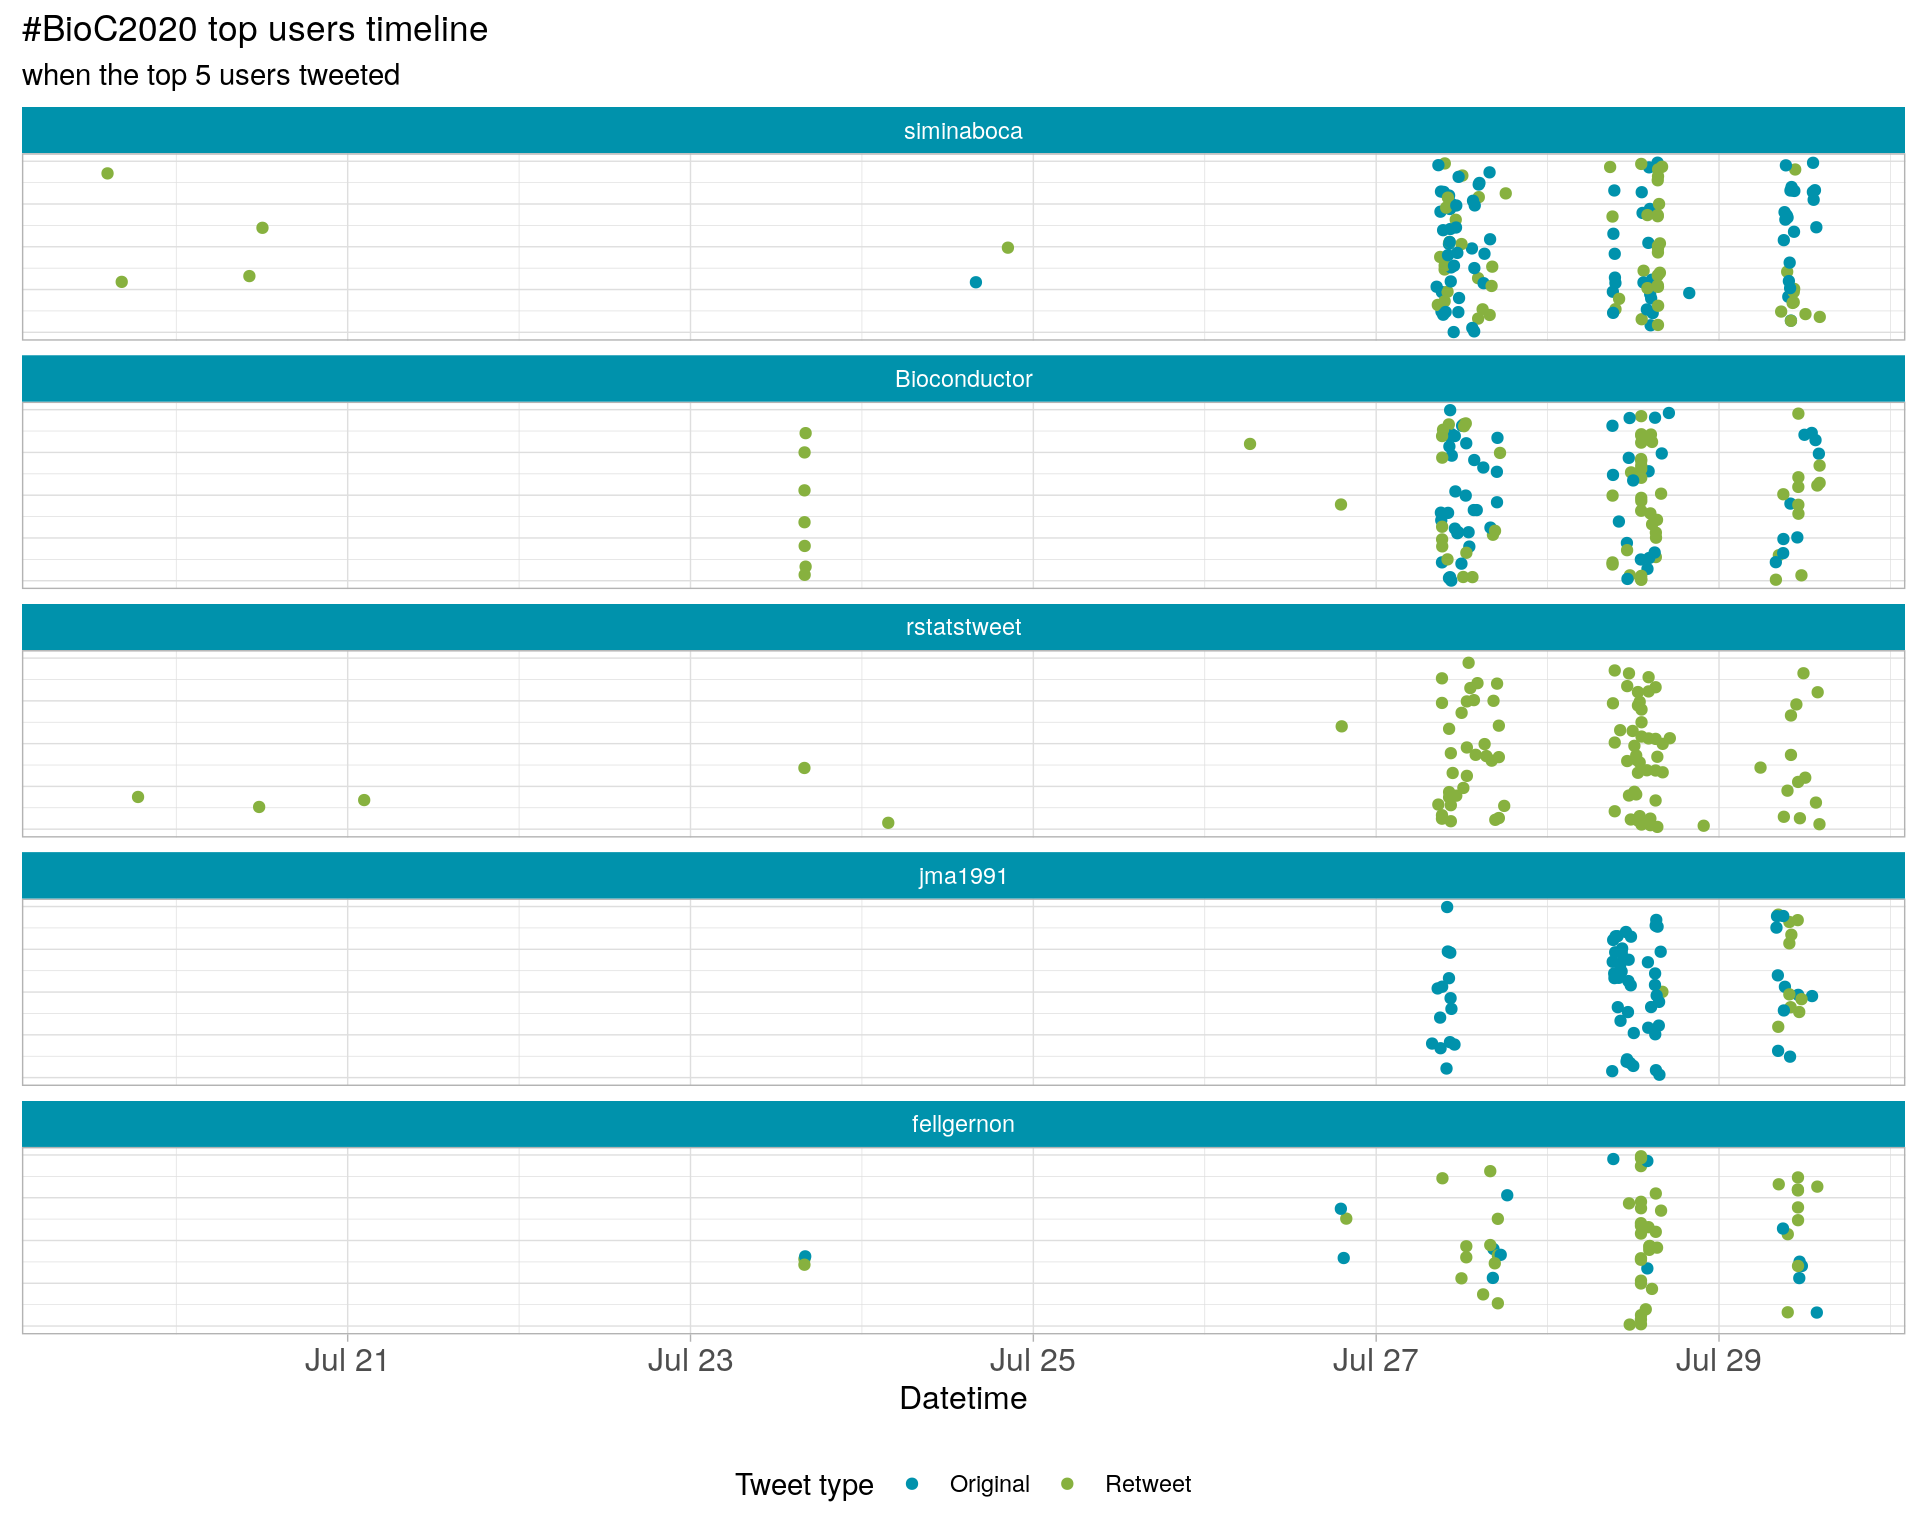 #BioC2020 top users timeline
when the top 5 users tweeted
siminaboca
Bioconductor
rstatstweet
jma1991
fellgernon
Jul 21 Jul 23 Jul 25 Jul 27 Jul 29
Datetime
Tweet type Original Retweet